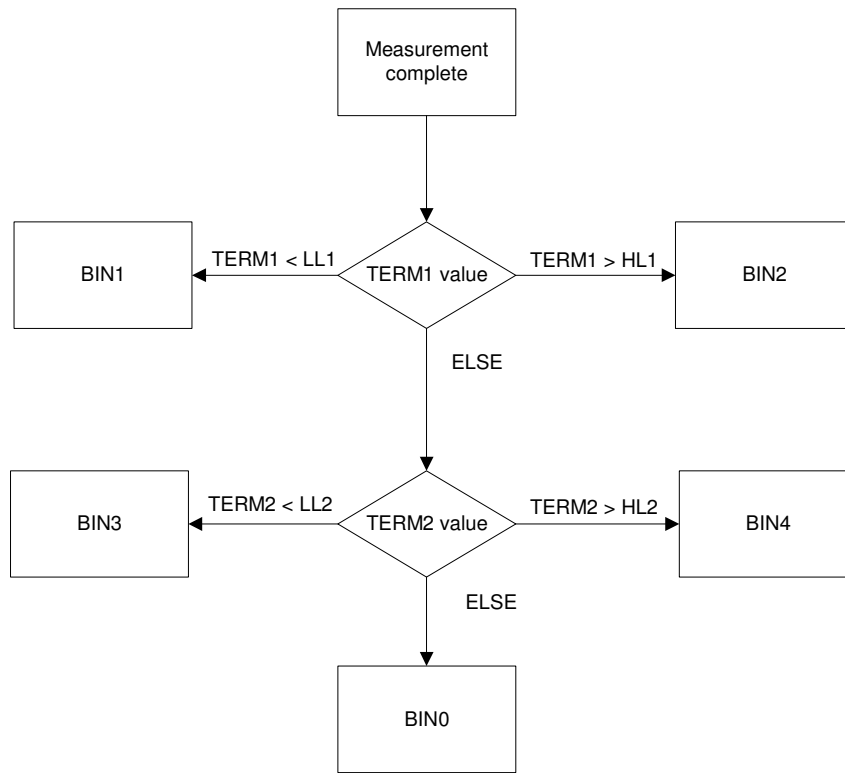 Measurement
complete
TERM1 < LL1
TERM1 > HL1
BIN1
TERM1 value
BIN2
ELSE
TERM2 < LL2
TERM2 > HL2
BIN3
TERM2 value
BIN4
ELSE
BIN0